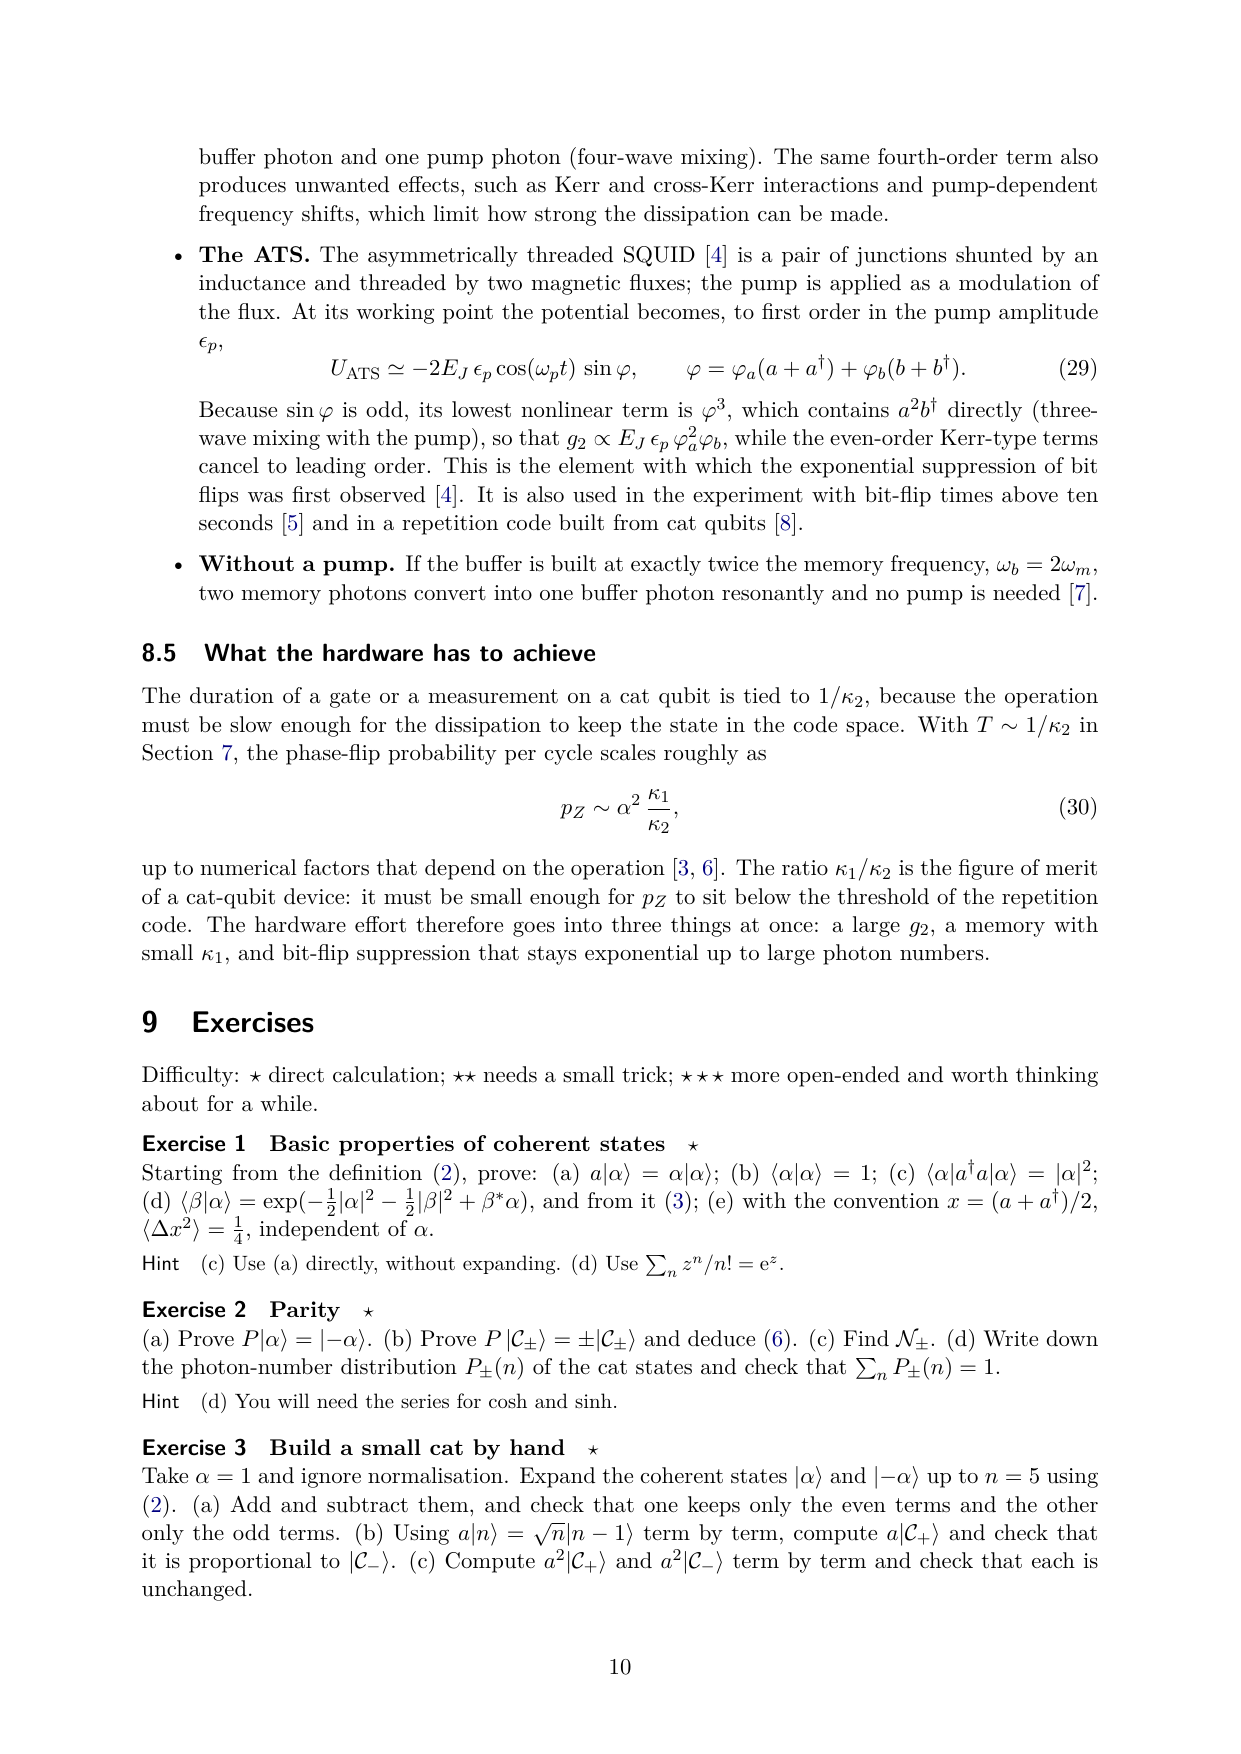 buffer photon and one pump photon (four-wave mixing). The same fourth-order term also
produces unwanted effects, such as Kerr and cross-Kerr interactions and pump-dependent
frequency shifts, which limit how strong the dissipation can be made.
• The ATS. The asymmetrically threaded SQUID [4] is a pair of junctions shunted by an
inductance and threaded by two magnetic fluxes; the pump is applied as a modulation of
the flux. At its working point the potential becomes, to first order in the pump amplitude
ϵ_p,
U_ATS ≃ −2E_J ϵ_p cos(ω_p t) sin φ, φ = φ_a(a + a†) + φ_b(b + b†). (29)
Because sin φ is odd, its lowest nonlinear term is φ³, which contains a²b† directly (three-
wave mixing with the pump), so that g₂ ∝ E_J ϵ_p φ_a²φ_b, while the even-order Kerr-type terms
cancel to leading order. This is the element with which the exponential suppression of bit
flips was first observed [4]. It is also used in the experiment with bit-flip times above ten
seconds [5] and in a repetition code built from cat qubits [8].
• Without a pump. If the buffer is built at exactly twice the memory frequency, ω_b = 2ω_m,
two memory photons convert into one buffer photon resonantly and no pump is needed [7].
8.5 What the hardware has to achieve
The duration of a gate or a measurement on a cat qubit is tied to 1/κ₂, because the operation
must be slow enough for the dissipation to keep the state in the code space. With T ∼ 1/κ₂ in
Section 7, the phase-flip probability per cycle scales roughly as
p_Z ∼ α² κ₁/κ₂, (30)
up to numerical factors that depend on the operation [3, 6]. The ratio κ₁/κ₂ is the figure of merit
of a cat-qubit device: it must be small enough for p_Z to sit below the threshold of the repetition
code. The hardware effort therefore goes into three things at once: a large g₂, a memory with
small κ₁, and bit-flip suppression that stays exponential up to large photon numbers.
9 Exercises
Difficulty: ⋆ direct calculation; ⋆⋆ needs a small trick; ⋆⋆⋆ more open-ended and worth thinking
about for a while.
Exercise 1 Basic properties of coherent states ⋆
Starting from the definition (2), prove: (a) a|α⟩ = α|α⟩; (b) ⟨α|α⟩ = 1; (c) ⟨α|a†a|α⟩ = |α|²;
(d) ⟨β|α⟩ = exp(−½|α|² − ½|β|² + β*α), and from it (3); (e) with the convention x = (a + a†)/2,
⟨Δx²⟩ = ¼, independent of α.
Hint (c) Use (a) directly, without expanding. (d) Use ∑_n zⁿ/n! = e^z.
Exercise 2 Parity ⋆
(a) Prove P|α⟩ = |−α⟩. (b) Prove P |𝒞±⟩ = ±|𝒞±⟩ and deduce (6). (c) Find 𝒩±. (d) Write down
the photon-number distribution P±(n) of the cat states and check that ∑_n P±(n) = 1.
Hint (d) You will need the series for cosh and sinh.
Exercise 3 Build a small cat by hand ⋆
Take α = 1 and ignore normalisation. Expand the coherent states |α⟩ and |−α⟩ up to n = 5 using
(2). (a) Add and subtract them, and check that one keeps only the even terms and the other
only the odd terms. (b) Using a|n⟩ = √n|n − 1⟩ term by term, compute a|𝒞₊⟩ and check that
it is proportional to |𝒞₋⟩. (c) Compute a²|𝒞₊⟩ and a²|𝒞₋⟩ term by term and check that each is
unchanged.
10